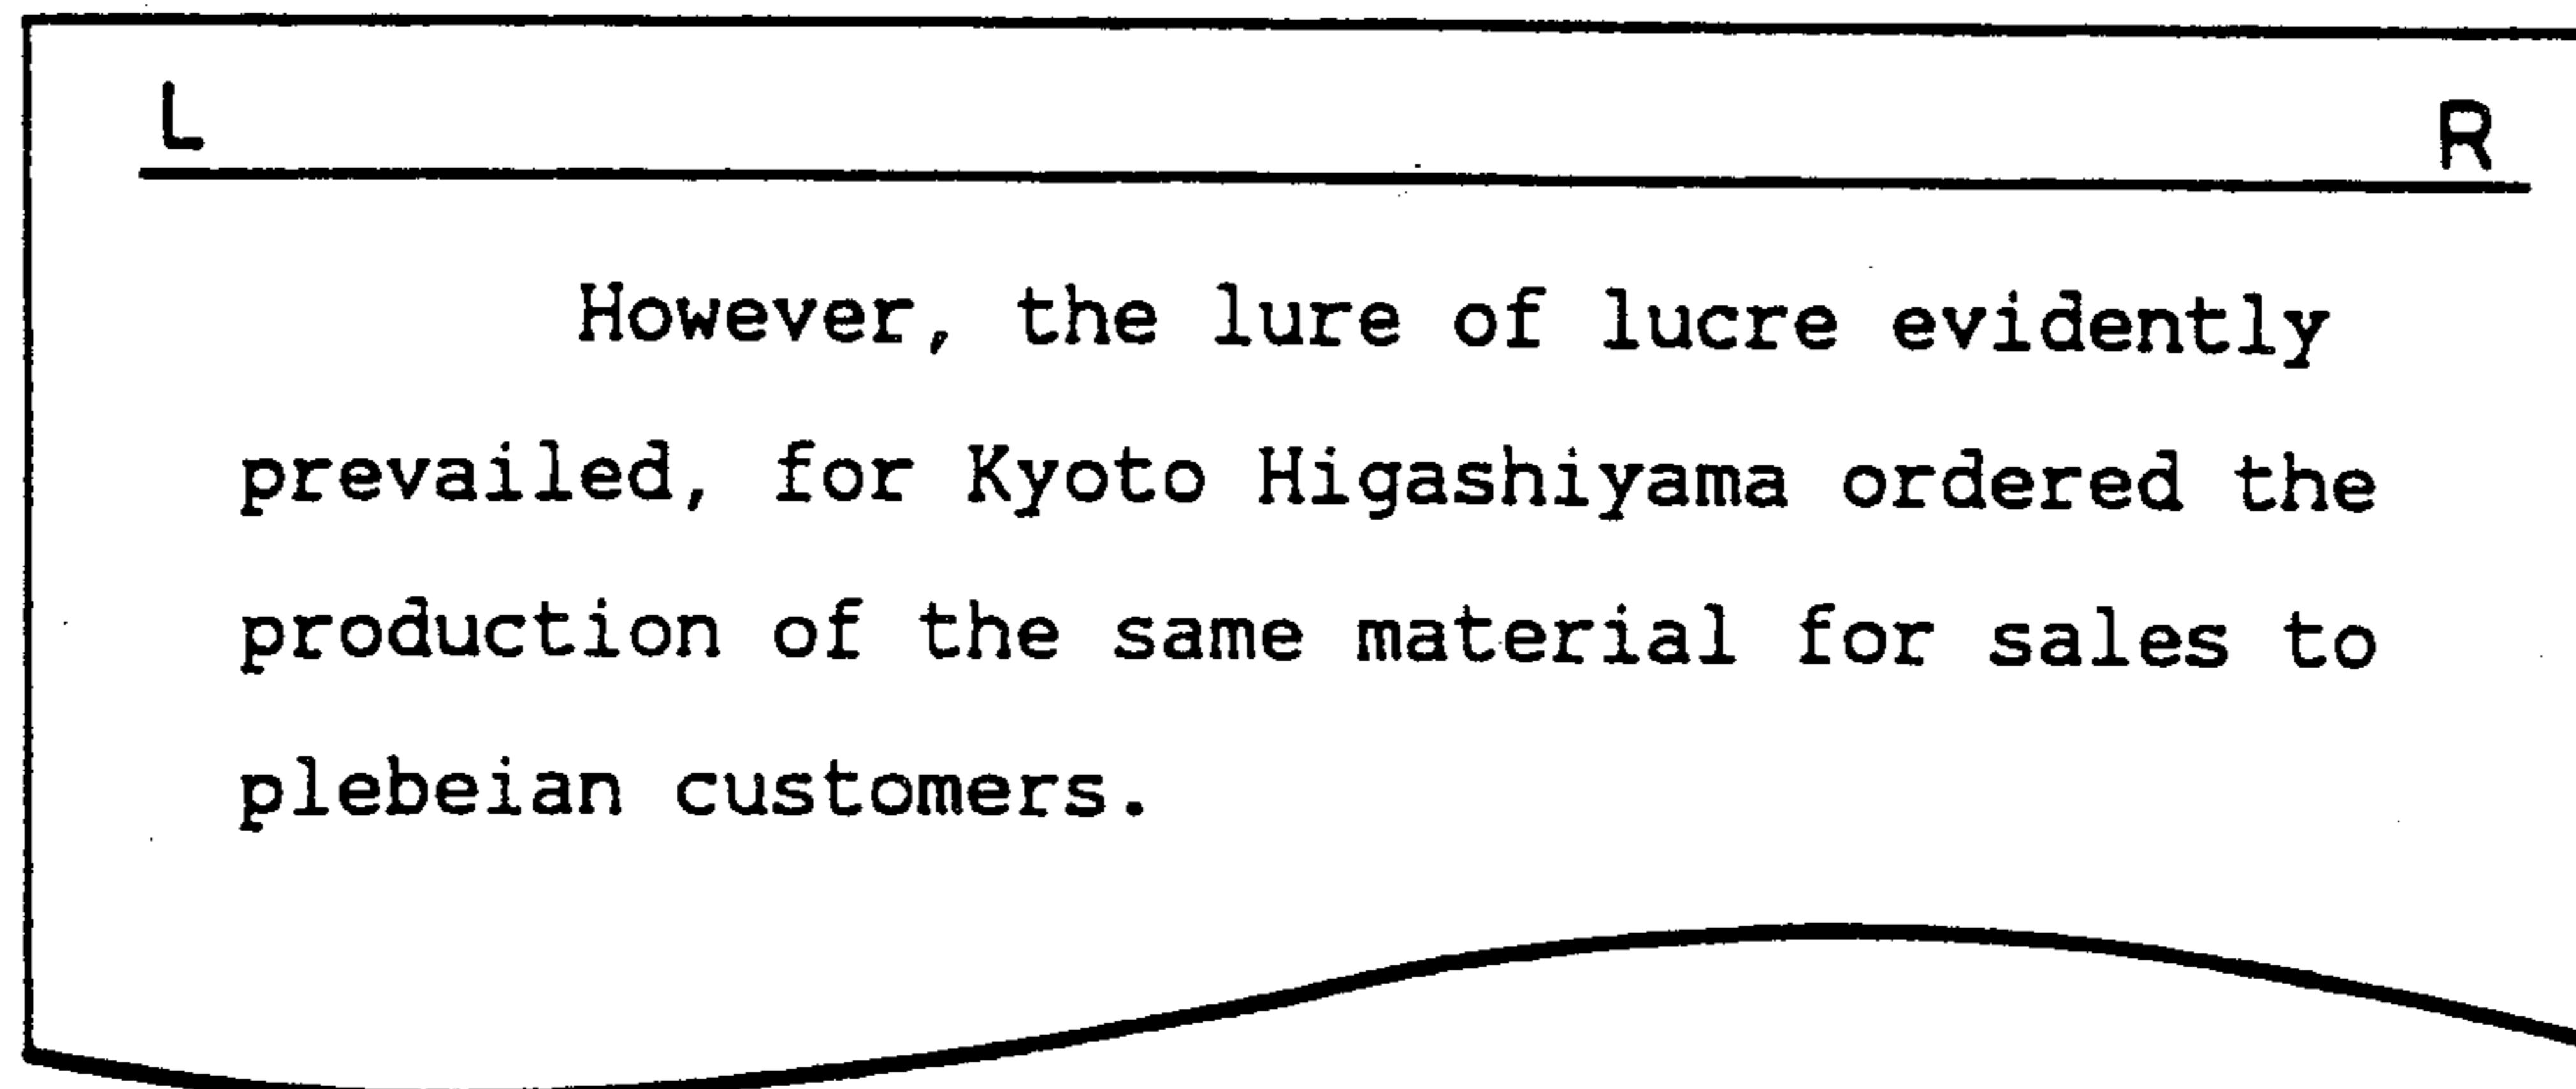 L R
However, the lure of lucre evidently
prevailed, for Kyoto Higashiyama ordered the
production of the same material for sales to
plebeian customers.